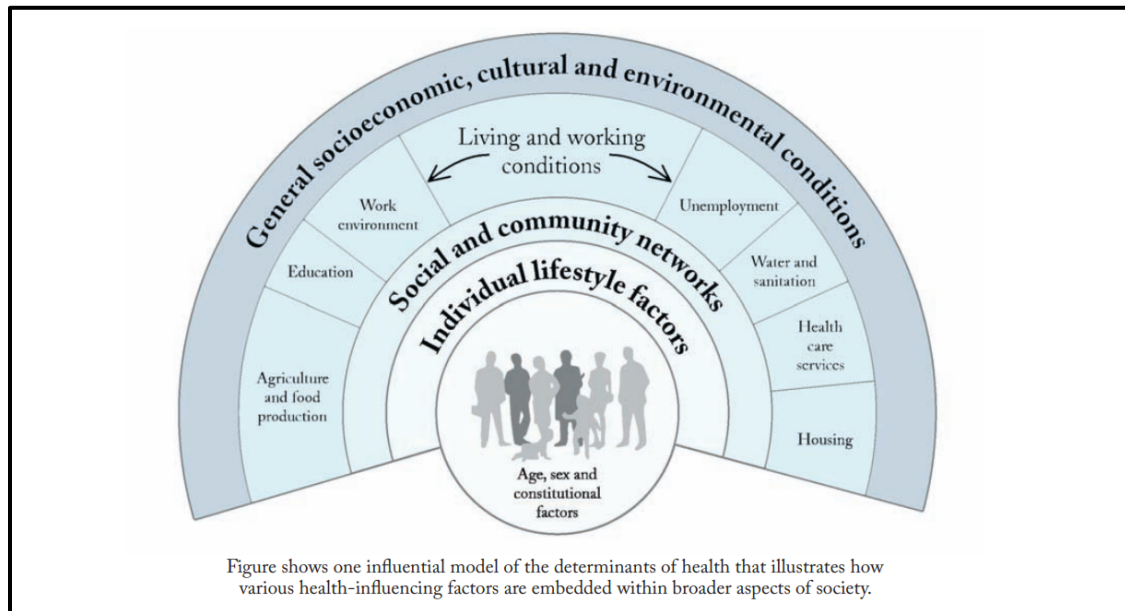 General socioeconomic, cultural and environmental conditions
Living and working
conditions
Work
environment
Unemployment
Education
Water and
sanitation
Agriculture
and food
production
Health
care
services
Housing
Social and community networks
Individual lifestyle factors
Age, sex and
constitutional
factors
Figure shows one influential model of the determinants of health that illustrates how
various health-influencing factors are embedded within broader aspects of society.